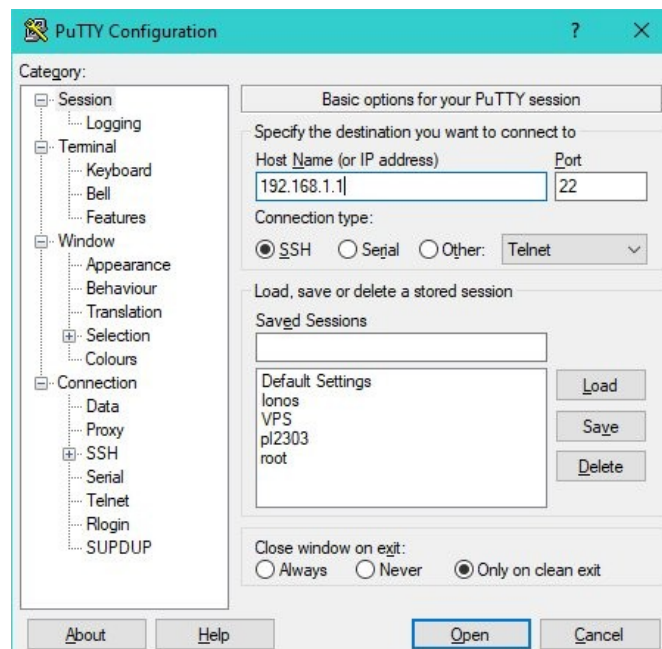 PuTTY Configuration
?
Category:
Session
Logging
Terminal
Keyboard
Bell
Features
Window
Appearance
Behaviour
Translation
Selection
Colours
Connection
Data
Proxy
SSH
Serial
Telnet
Rlogin
SUPDUP
Basic options for your PuTTY session
Specify the destination you want to connect to
Host Name (or IP address) Port
192.168.1.1 22
Connection type:
SSH Serial Other: Telnet
Load, save or delete a stored session
Saved Sessions
Default Settings
Ionos
VPS
pl2303
root
Load
Save
Delete
Close window on exit:
Always Never Only on clean exit
About Help Open Cancel